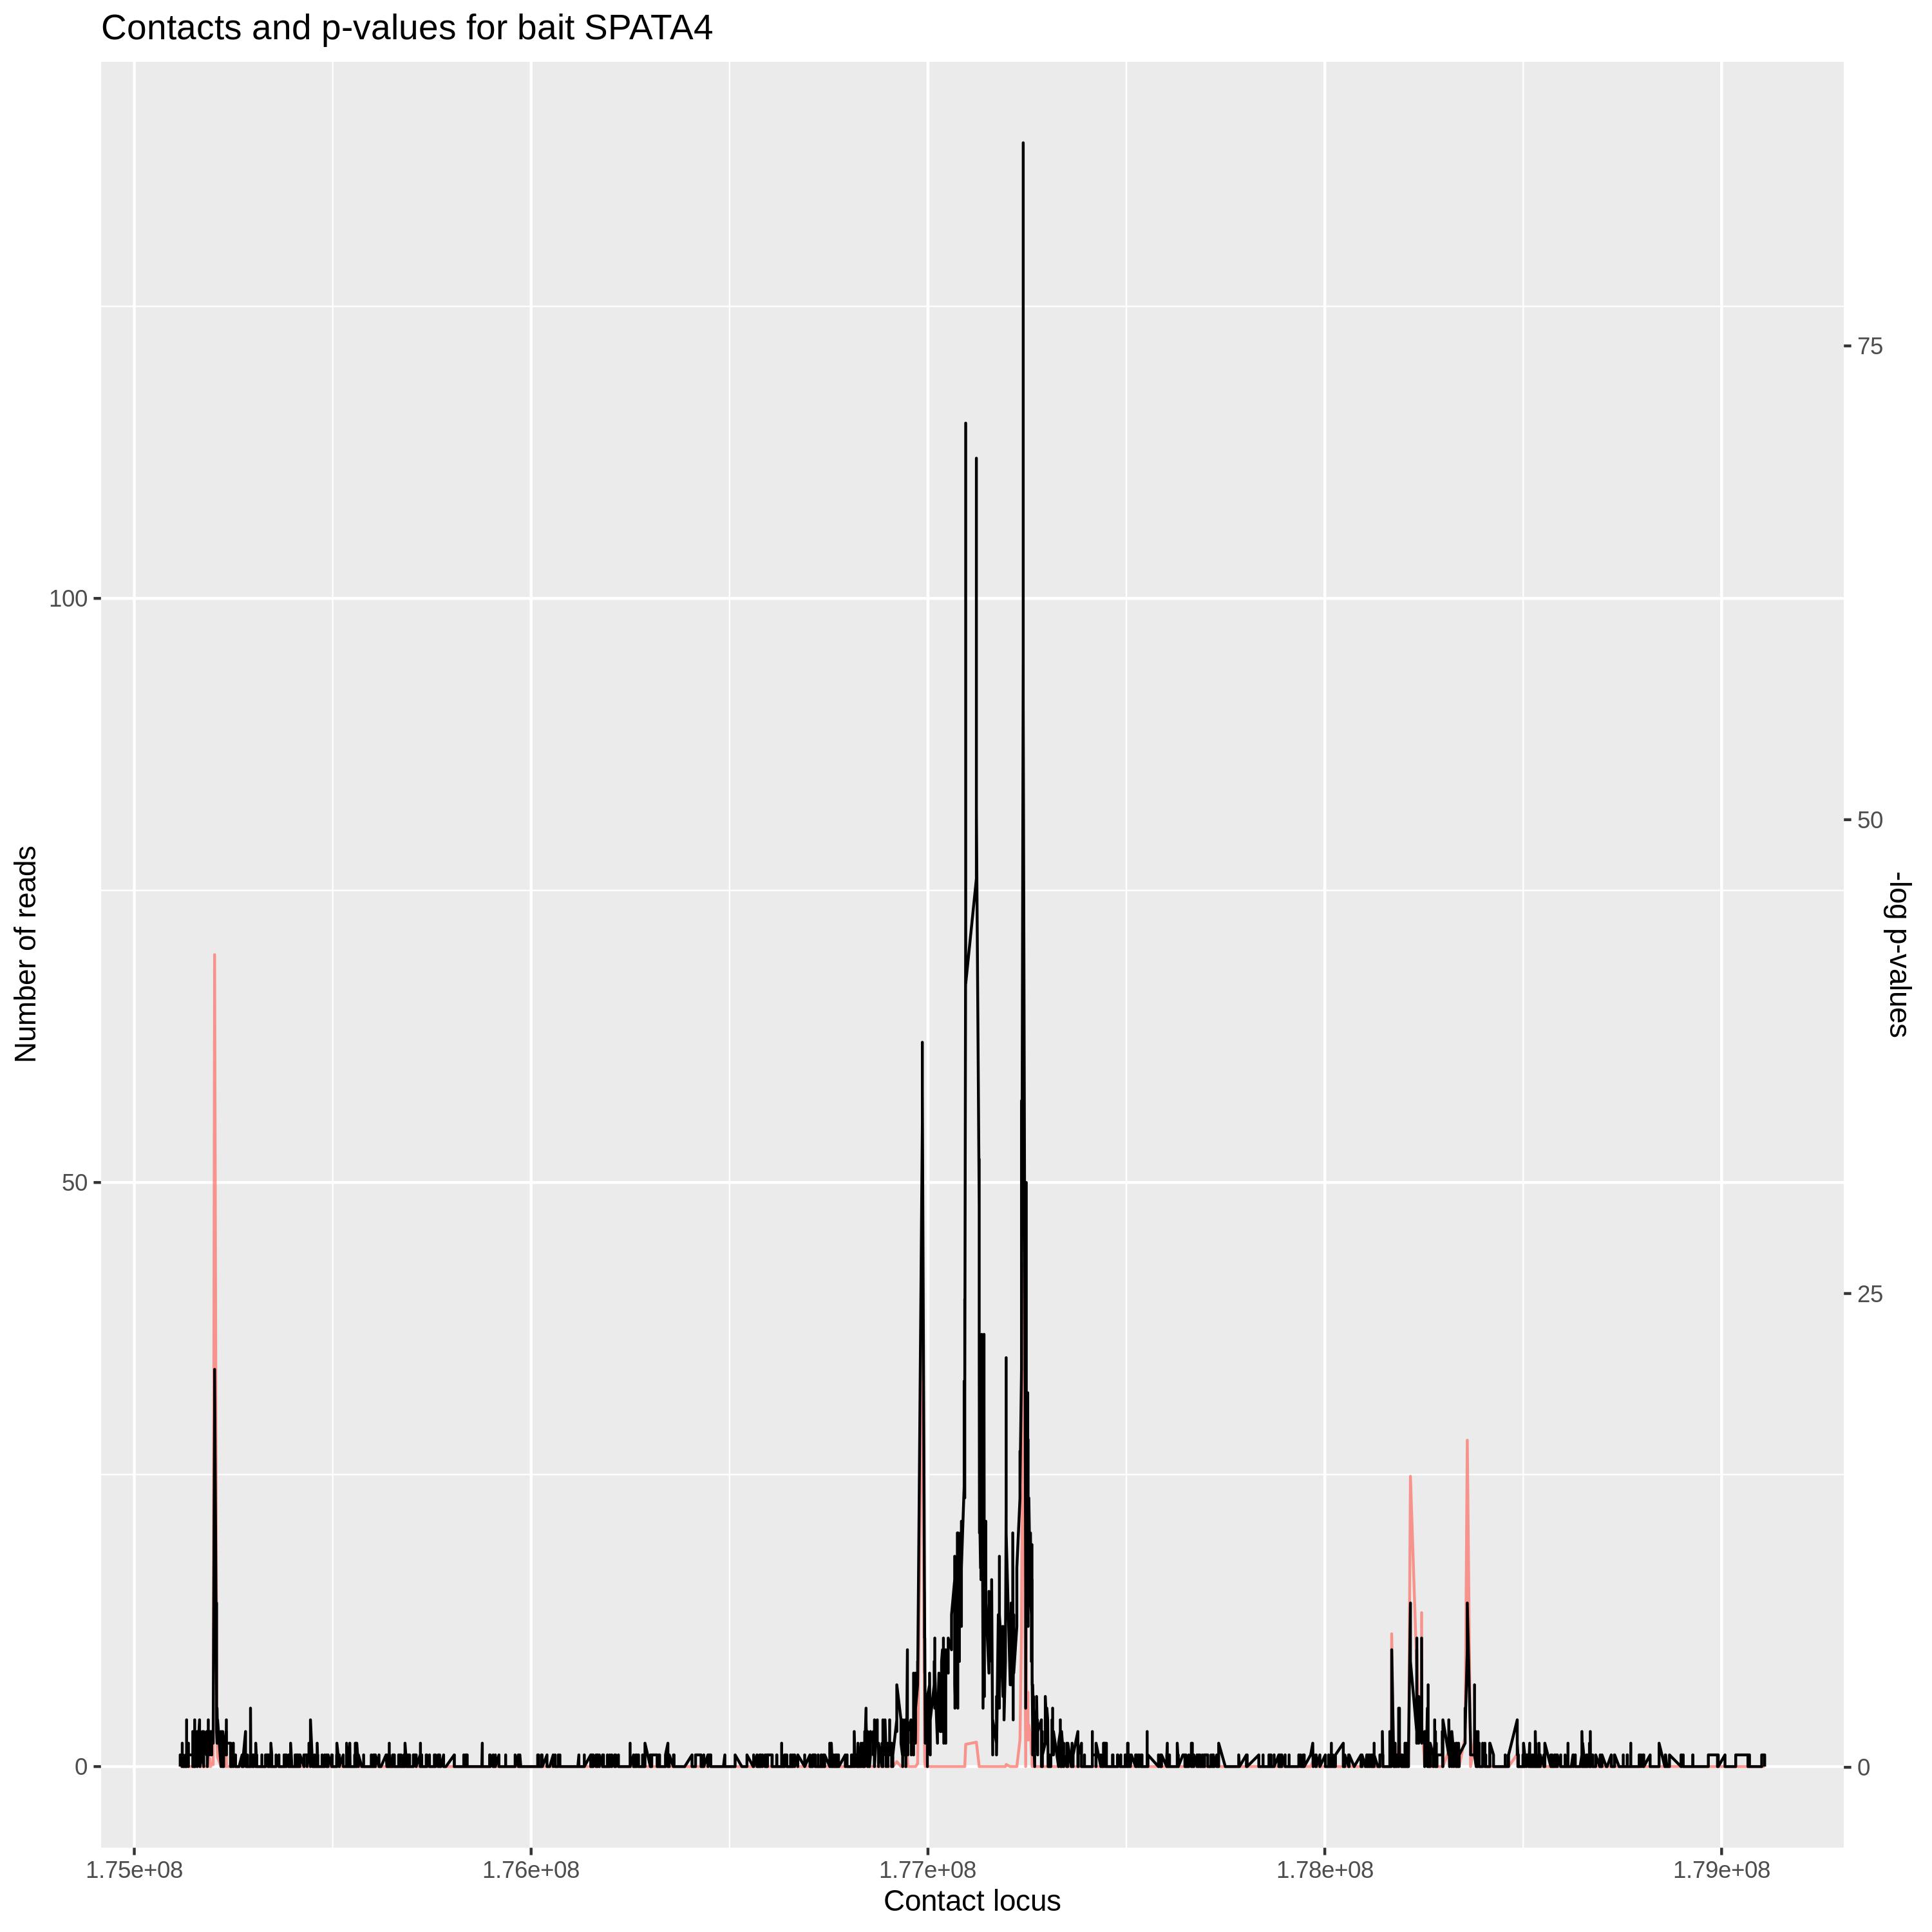 Contacts and p-values for bait SPATA4
Number of reads
100
50
0
75
50
25
0
-log p-values
1.75e+08 1.76e+08 1.77e+08 1.78e+08 1.79e+08
Contact locus